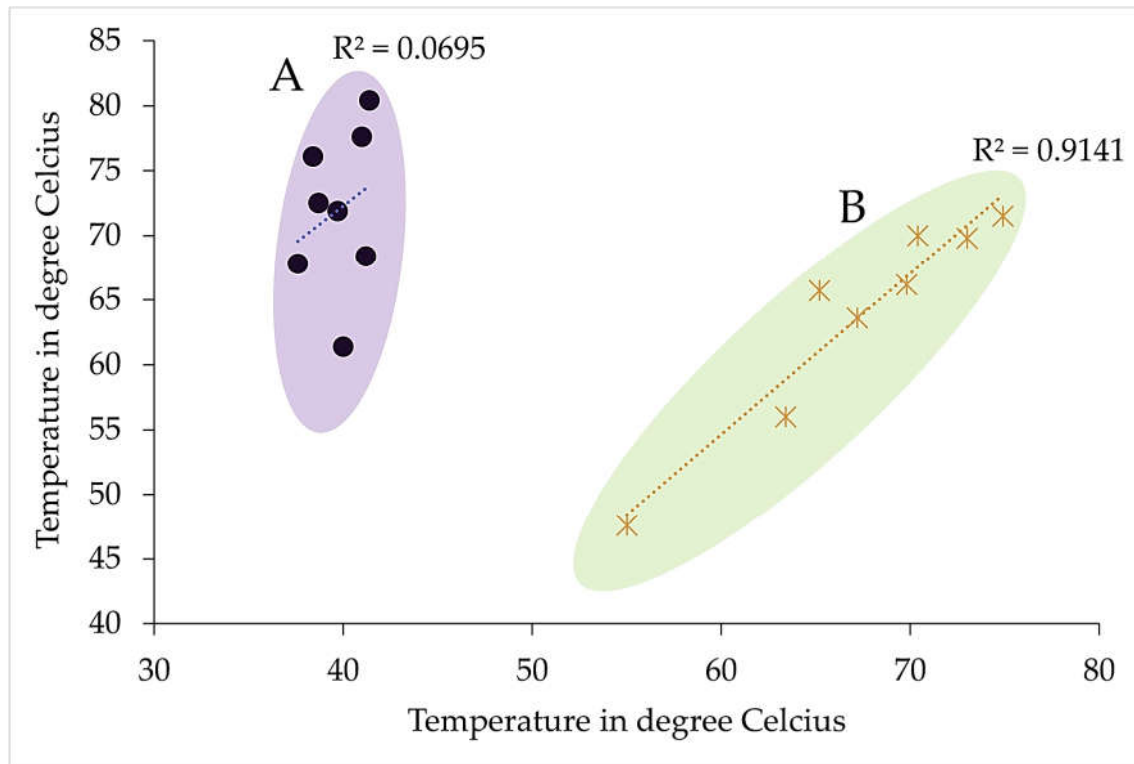 85
R² = 0.0695
A
80
R² = 0.9141
75
B
70
65
60
55
50
45
40
30 40 50 60 70 80
Temperature in degree Celcius
Temperature in degree Celcius